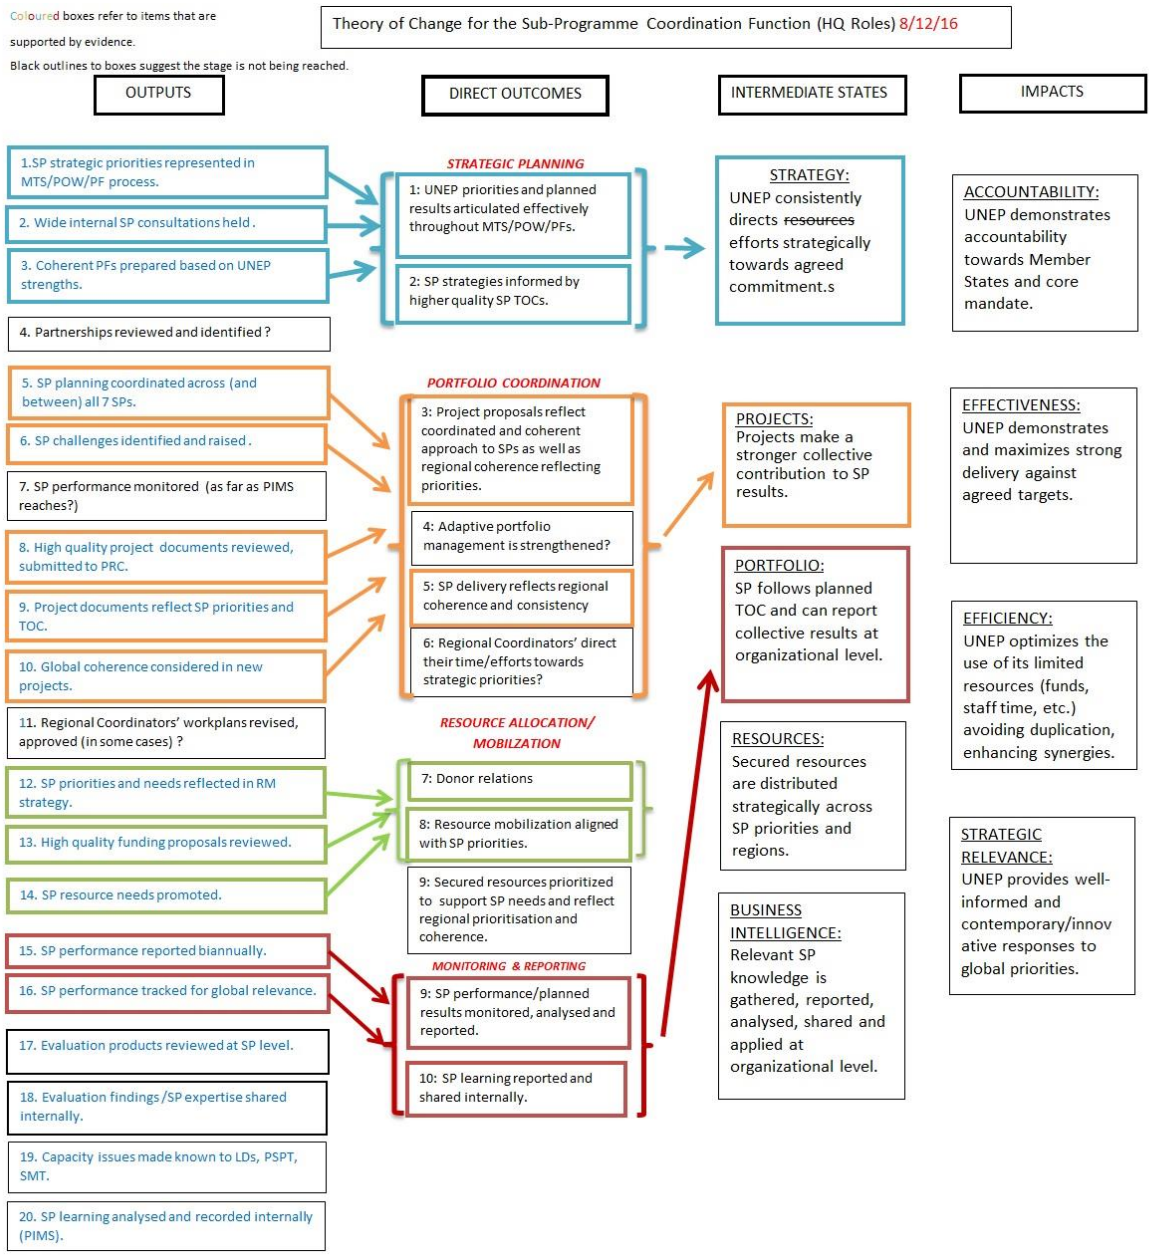 Coloured boxes refer to items that are
supported by evidence.
Black outlines to boxes suggest the stage is not being reached.
Theory of Change for the Sub-Programme Coordination Function (HQ Roles) 8/12/16
OUTPUTS
DIRECT OUTCOMES
INTERMEDIATE STATES
IMPACTS
1.SP strategic priorities represented in
MTS/POW/PF process.
2. Wide internal SP consultations held .
3. Coherent PFs prepared based on UNEP
strengths.
4. Partnerships reviewed and identified ?
5. SP planning coordinated across (and
between) all 7 SPs.
6. SP challenges identified and raised .
7. SP performance monitored (as far as PIMS
reaches?)
8. High quality project documents reviewed,
submitted to PRC.
9. Project documents reflect SP priorities and
TOC.
10. Global coherence considered in new
projects.
11. Regional Coordinators' workplans revised,
approved (in some cases) ?
12. SP priorities and needs reflected in RM
strategy.
13. High quality funding proposals reviewed.
14. SP resource needs promoted.
15. SP performance reported biannually.
16. SP performance tracked for global relevance.
17. Evaluation products reviewed at SP level.
18. Evaluation findings /SP expertise shared
internally.
19. Capacity issues made known to LDs, PSPT,
SMT.
20. SP learning analysed and recorded internally
(PIMS).
STRATEGIC PLANNING
1: UNEP priorities and planned
results articulated effectively
throughout MTS/POW/PFs.
2: SP strategies informed by
higher quality SP TOCs.
PORTFOLIO COORDINATION
3: Project proposals reflect
coordinated and coherent
approach to SPs as well as
regional coherence reflecting
priorities.
4: Adaptive portfolio
management is strengthened?
5: SP delivery reflects regional
coherence and consistency
6: Regional Coordinators' direct
their time/efforts towards
strategic priorities?
RESOURCE ALLOCATION/
MOBILZATION
7: Donor relations
8: Resource mobilization aligned
with SP priorities.
9: Secured resources prioritized
to support SP needs and reflect
regional prioritisation and
coherence.
MONITORING & REPORTING
9: SP performance/planned
results monitored, analysed and
reported.
10: SP learning reported and
shared internally.
STRATEGY:
UNEP consistently
directs resources
efforts strategically
towards agreed
commitment.s
PROJECTS:
Projects make a
stronger collective
contribution to SP
results.
PORTFOLIO:
SP follows planned
TOC and can report
collective results at
organizational level.
RESOURCES:
Secured resources
are distributed
strategically across
SP priorities and
regions.
BUSINESS
INTELLIGENCE:
Relevant SP
knowledge is
gathered, reported,
analysed, shared and
applied at
organizational level.
ACCOUNTABILITY:
UNEP demonstrates
accountability
towards Member
States and core
mandate.
EFFECTIVENESS:
UNEP demonstrates
and maximizes strong
delivery against
agreed targets.
EFFICIENCY:
UNEP optimizes the
use of its limited
resources (funds,
staff time, etc.)
avoiding duplication,
enhancing synergies.
STRATEGIC
RELEVANCE:
UNEP provides well-
informed and
contemporary/innov
ative responses to
global priorities.